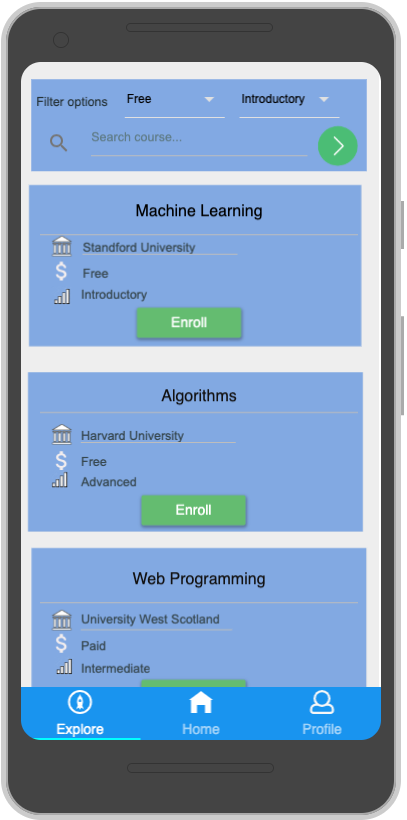 Filter options Free Introductory
Search course...
Machine Learning
Standford University
$ Free
Introductory
Enroll
Algorithms
Harvard University
$ Free
Advanced
Enroll
Web Programming
University West Scotland
$ Paid
Intermediate
Explore Home Profile